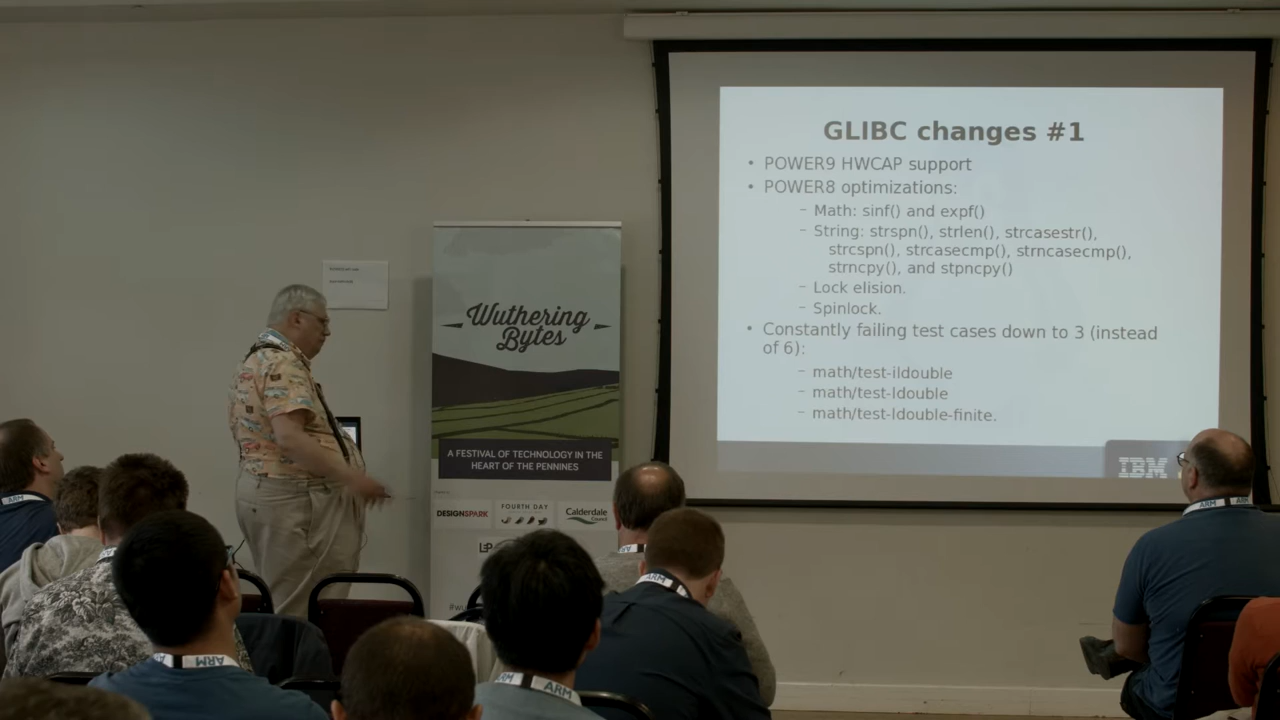 GLIBC changes #1
• POWER9 HWCAP support
• POWER8 optimizations:
– Math: sinf() and expf()
– String: strspn(), strlen(), strcasestr(),
strcspn(), strcasecmp(), strncasecmp(),
strncpy(), and stpncpy()
– Lock elision.
– Spinlock.
• Constantly failing test cases down to 3 (instead
of 6):
– math/test-ildouble
– math/test-ldouble
– math/test-ldouble-finite.
IBM
Wuthering
Bytes
A FESTIVAL OF TECHNOLOGY IN THE
HEART OF THE PENNINES
DESIGNSPARK
FOURTH DAY
Calderdale
Council
ARM
ARM
ARM
ARM
ARM